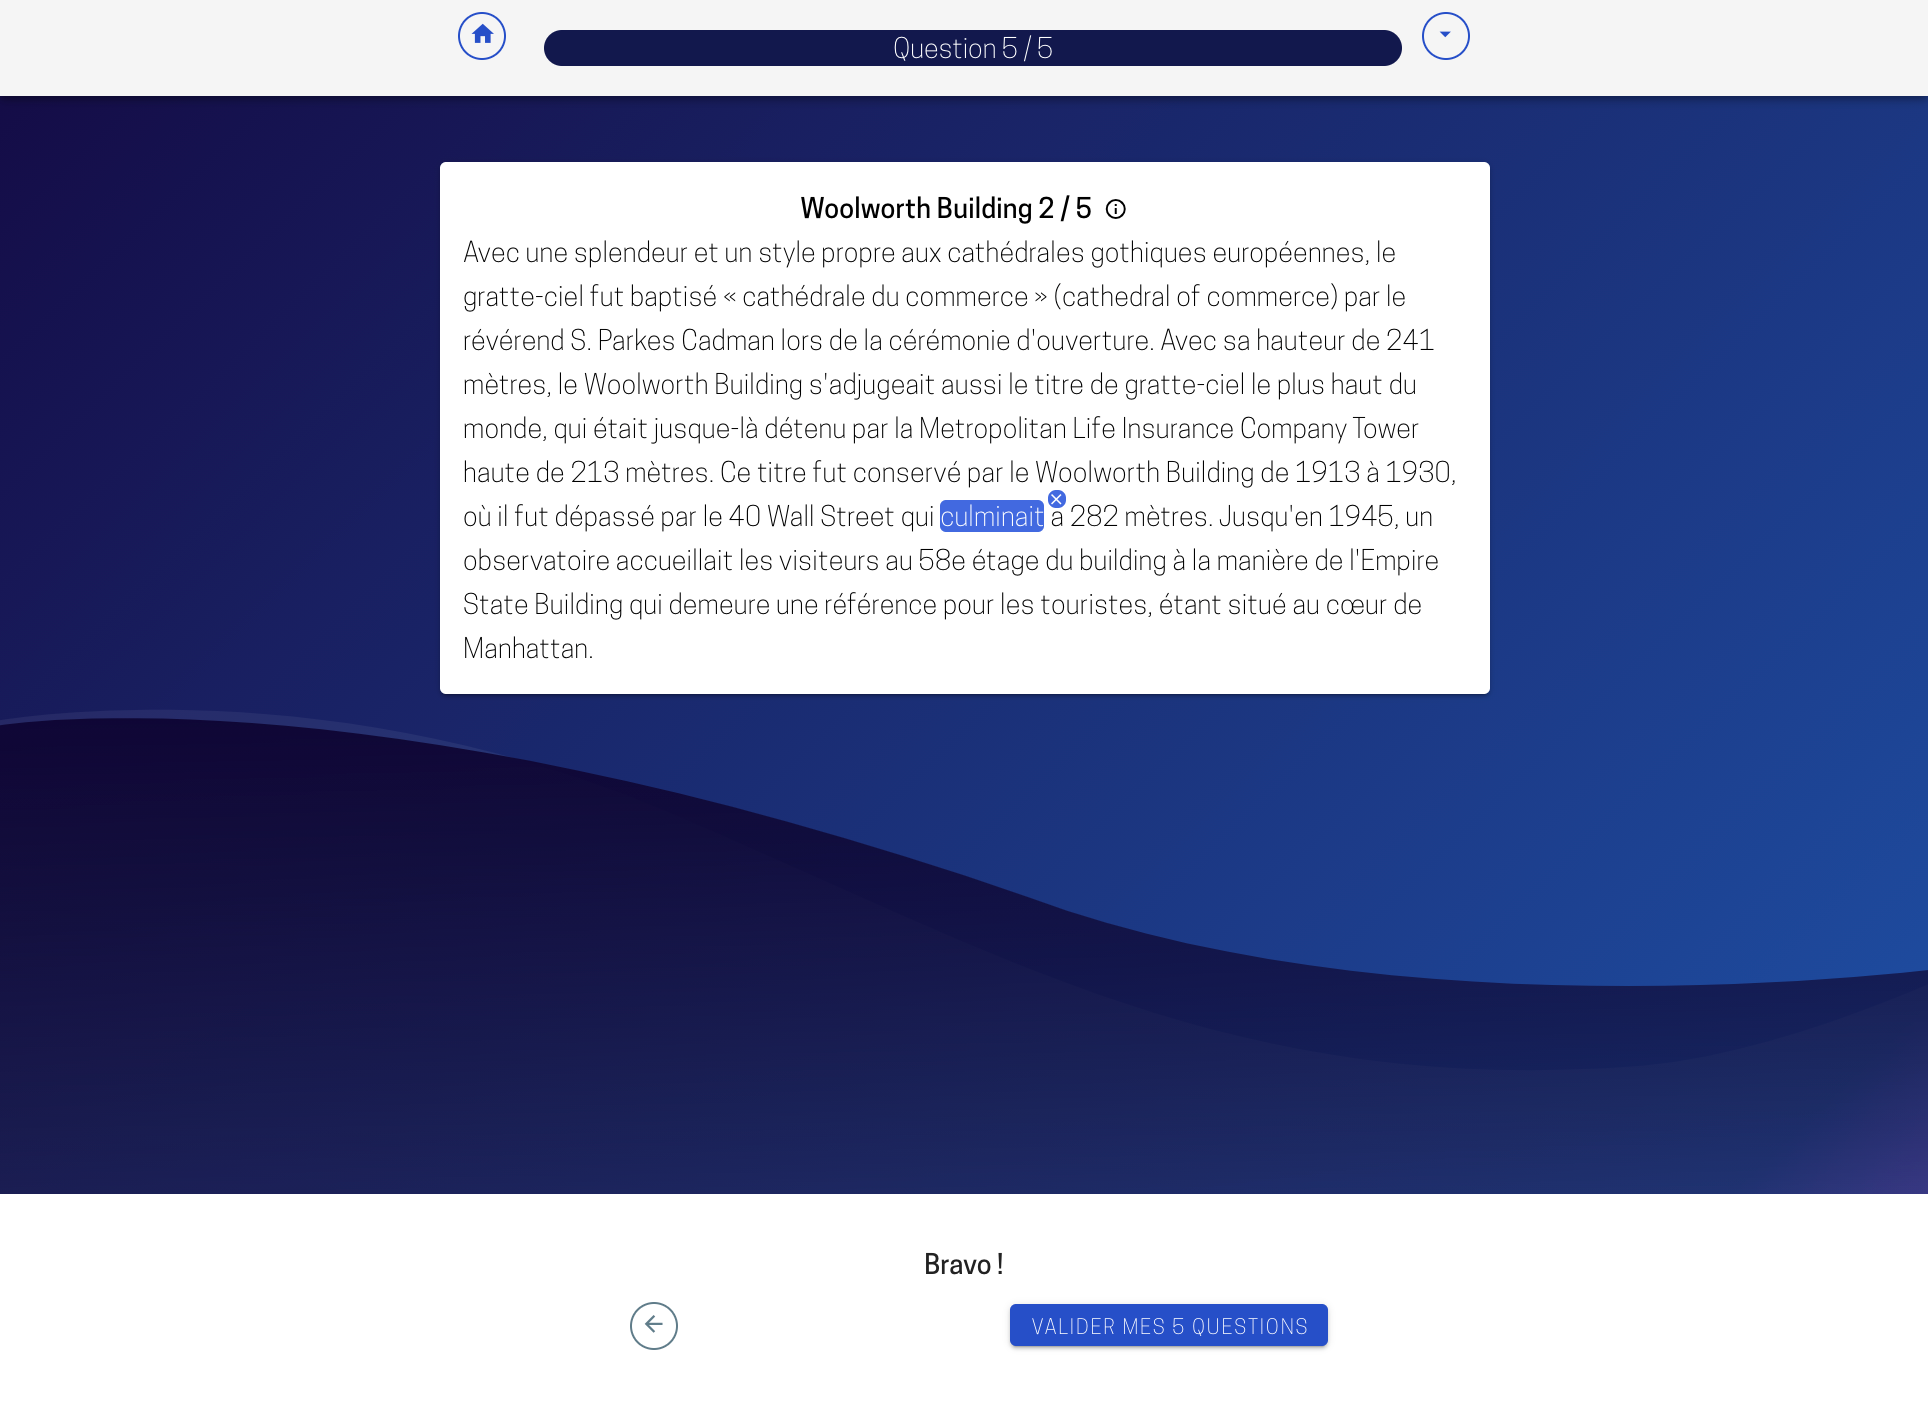 Question 5 / 5
Woolworth Building 2 / 5
Avec une splendeur et un style propre aux cathédrales gothiques européennes, le
gratte-ciel fut baptisé « cathédrale du commerce » (cathedral of commerce) par le
révérend S. Parkes Cadman lors de la cérémonie d'ouverture. Avec sa hauteur de 241
mètres, le Woolworth Building s'adjugeait aussi le titre de gratte-ciel le plus haut du
monde, qui était jusque-là détenu par la Metropolitan Life Insurance Company Tower
haute de 213 mètres. Ce titre fut conservé par le Woolworth Building de 1913 à 1930,
où il fut dépassé par le 40 Wall Street qui culminait à 282 mètres. Jusqu'en 1945, un
observatoire accueillait les visiteurs au 58e étage du building à la manière de l'Empire
State Building qui demeure une référence pour les touristes, étant situé au cœur de
Manhattan.
Bravo !
VALIDER MES 5 QUESTIONS